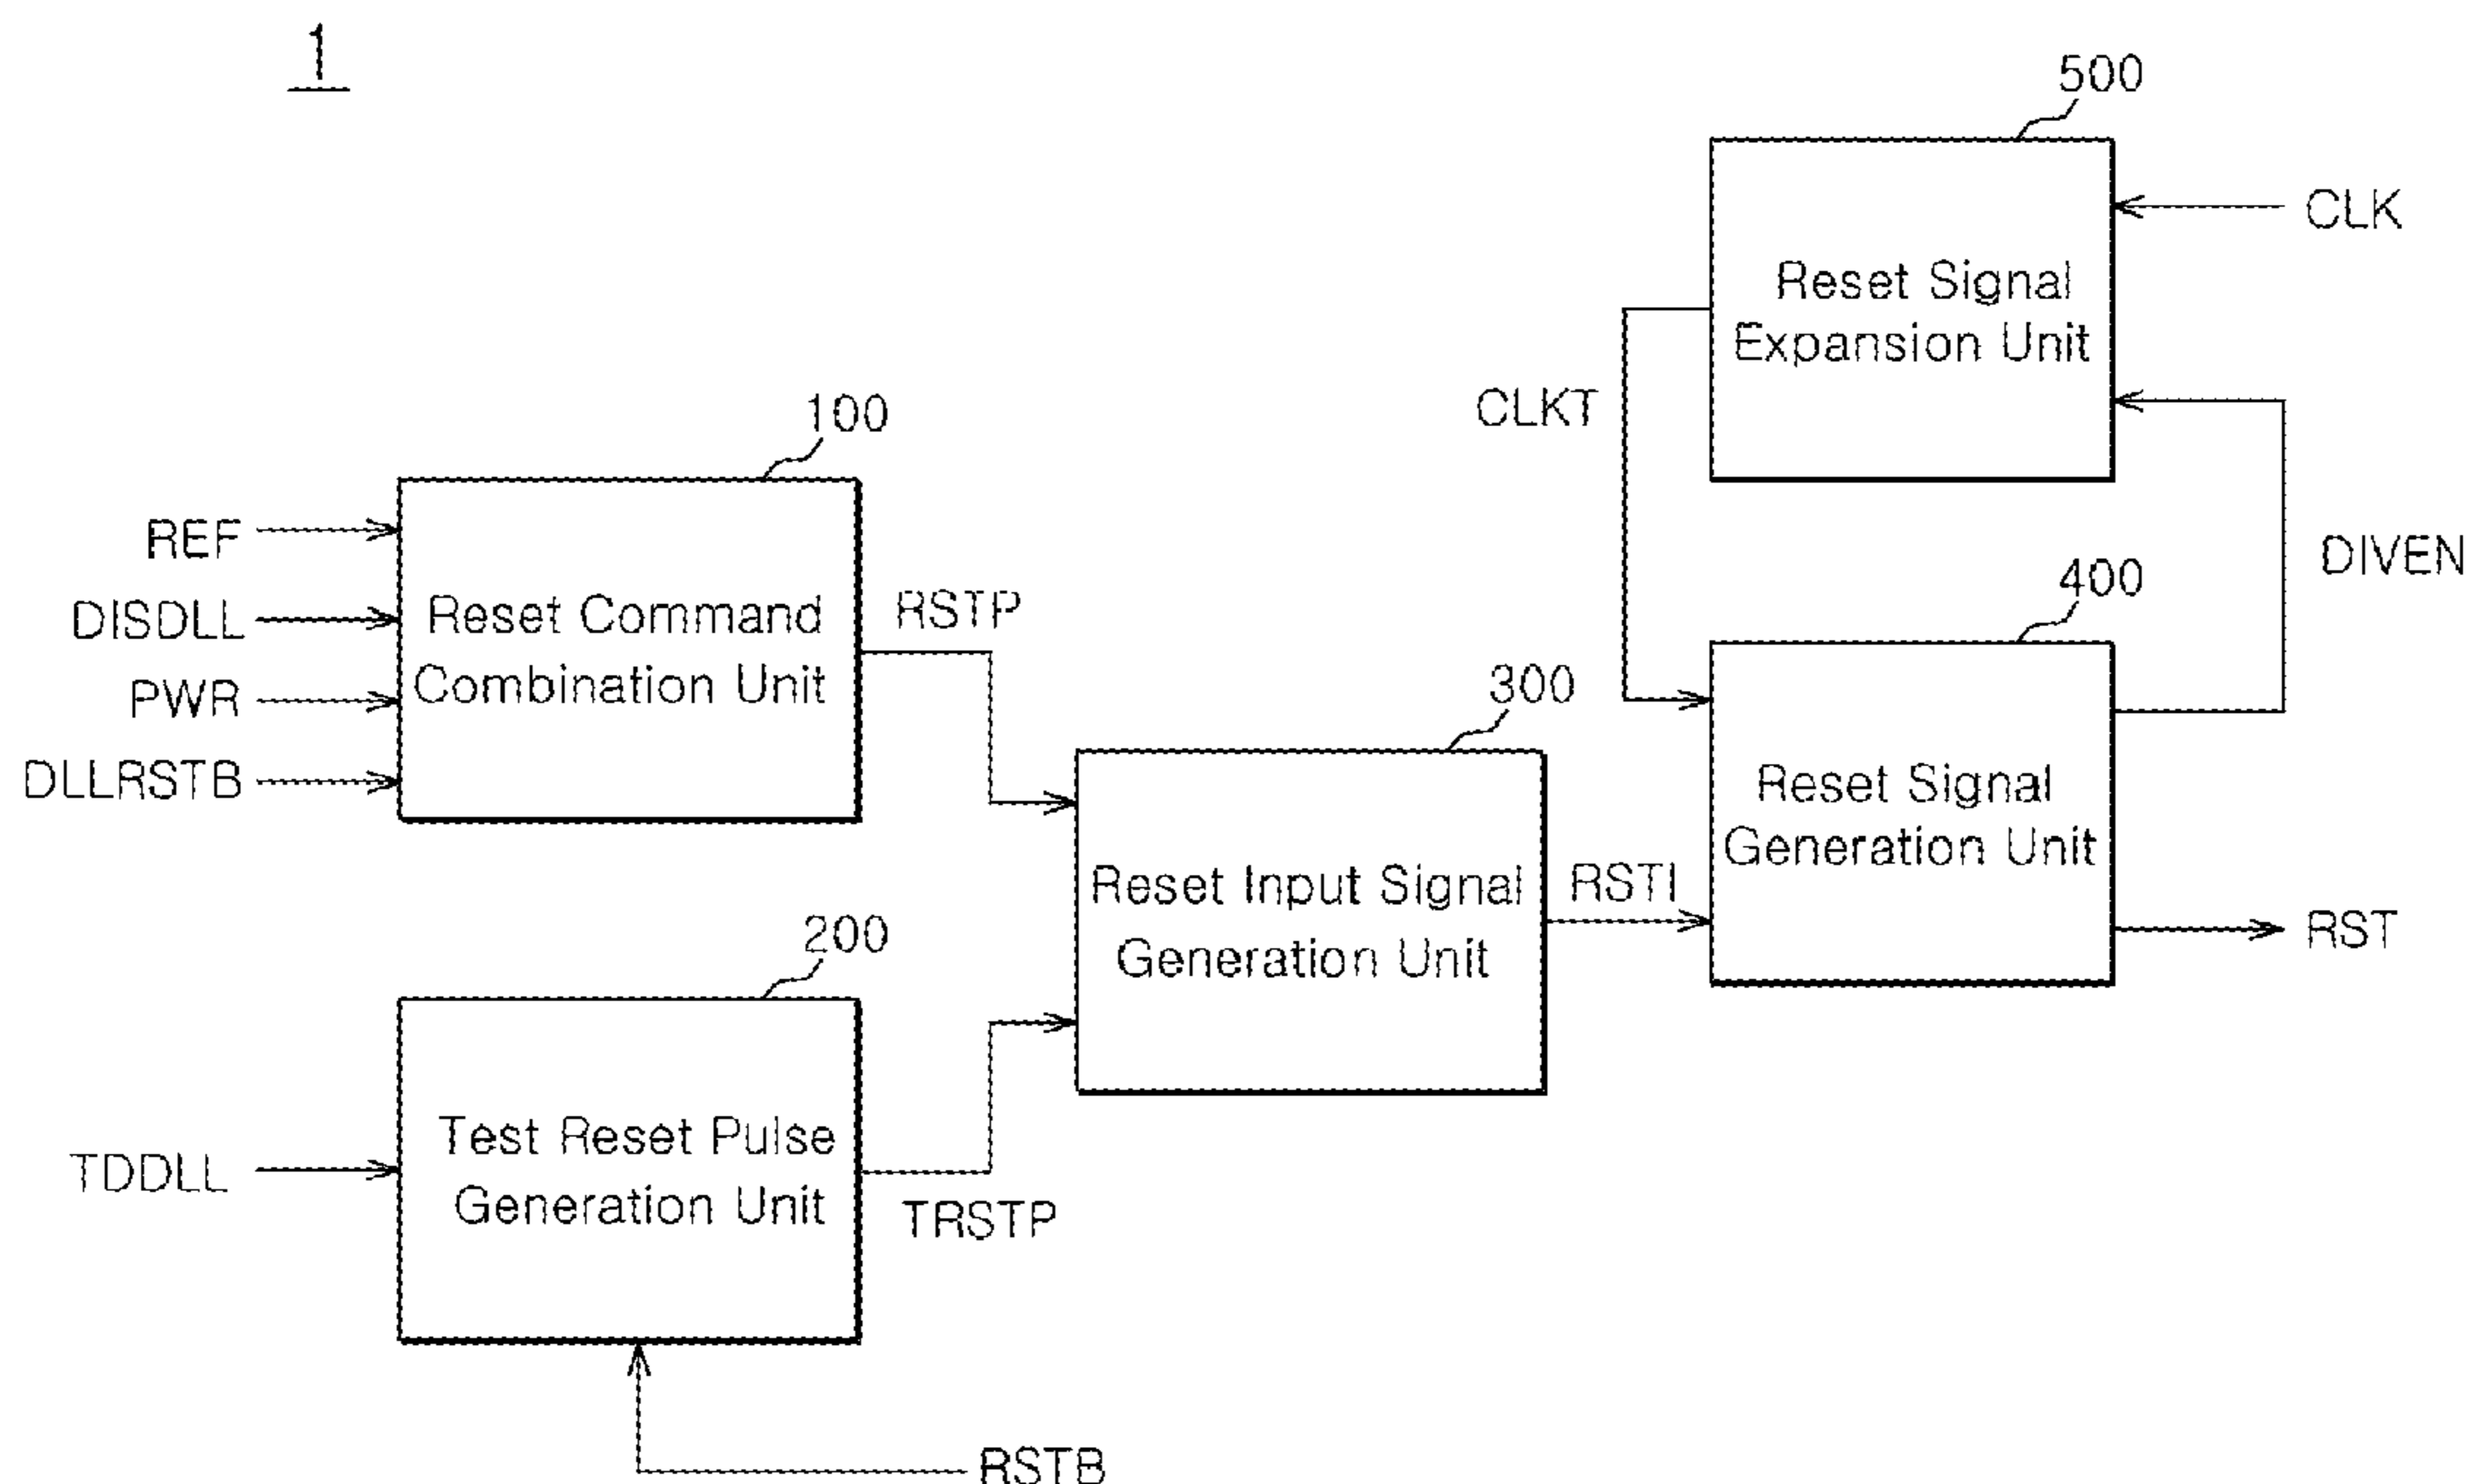 1
500
CLK
Reset Signal
Expansion Unit
CLKT
100
REF
DISDLL
PWR
DLLRSTB
Reset Command
Combination Unit
RSTP
DIVEN
400
300
Reset Signal
Generation Unit
Reset Input Signal
Generation Unit
RSTI
RST
200
TDDLL
Test Reset Pulse
Generation Unit
TRSTP
RSTB